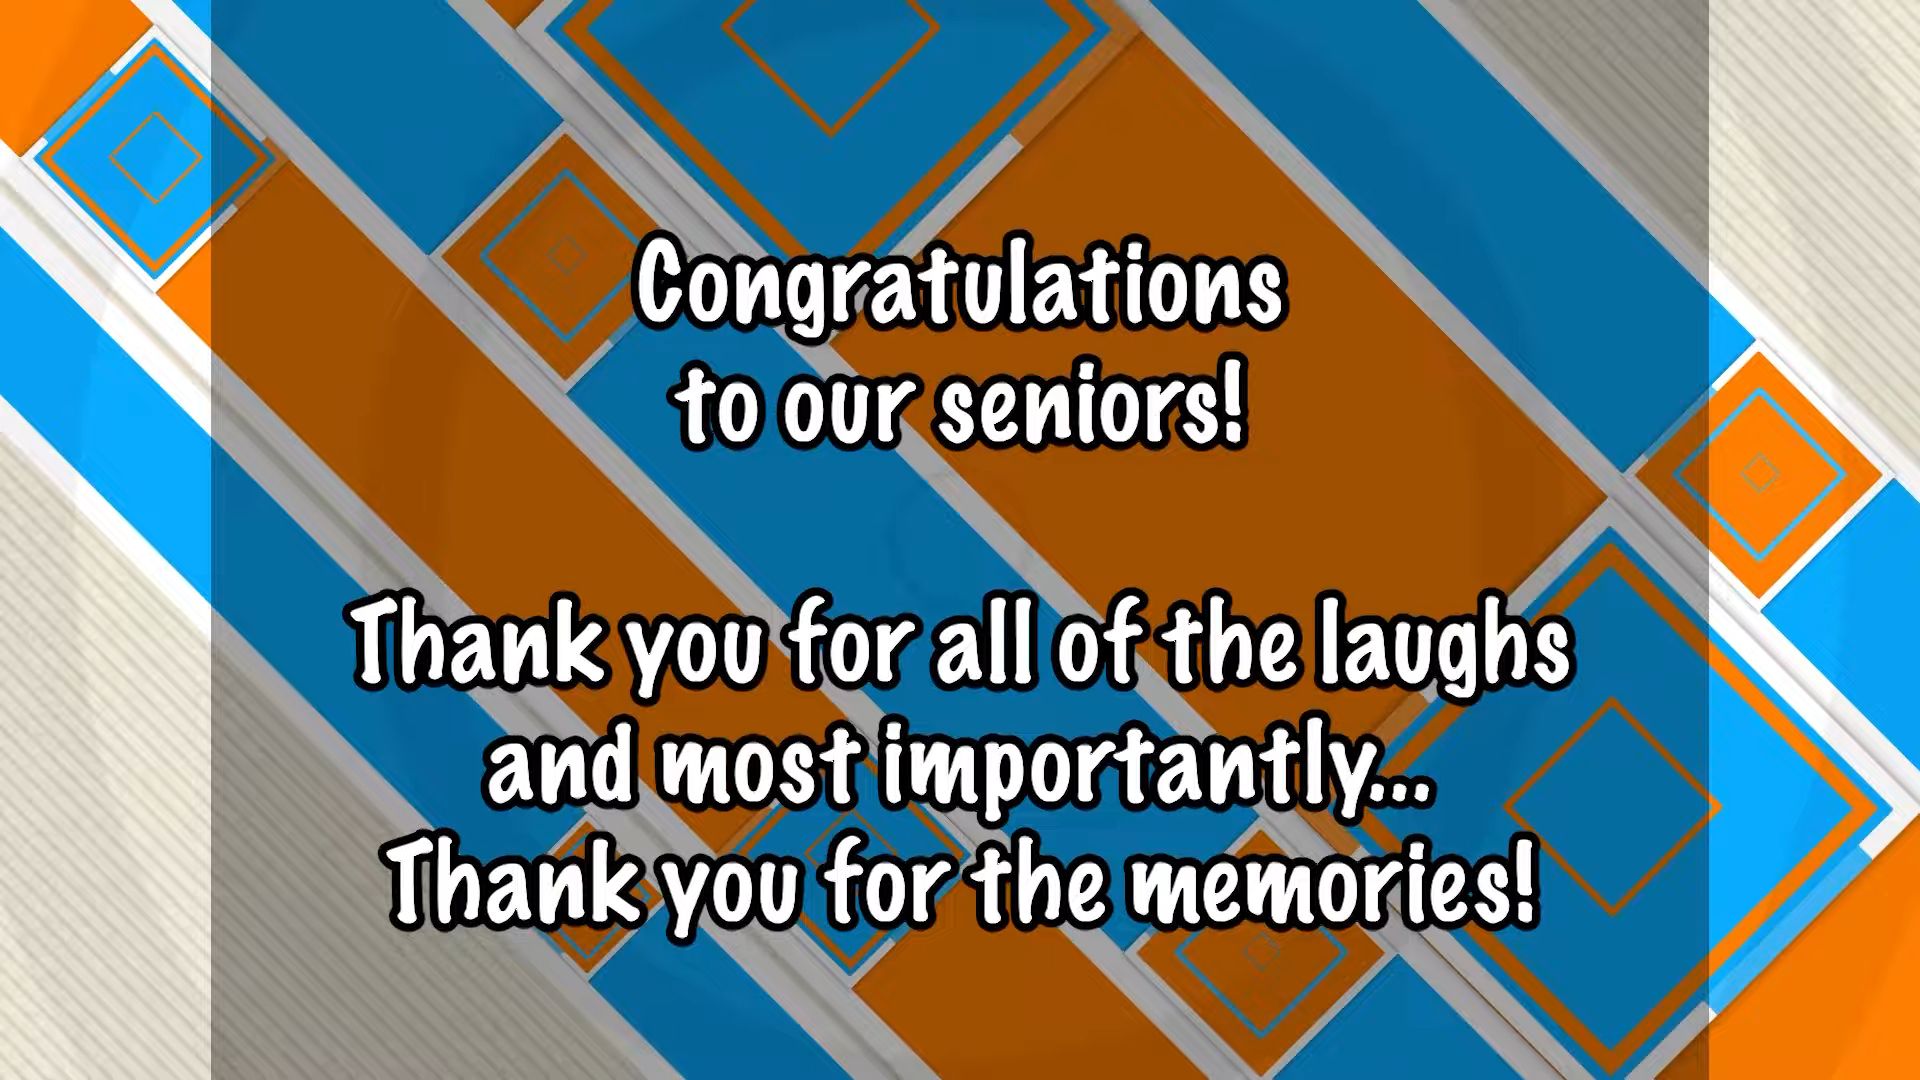 Congratulations
to our seniors!
Thank you for all of the laughs
and most importantly...
Thank you for the memories!